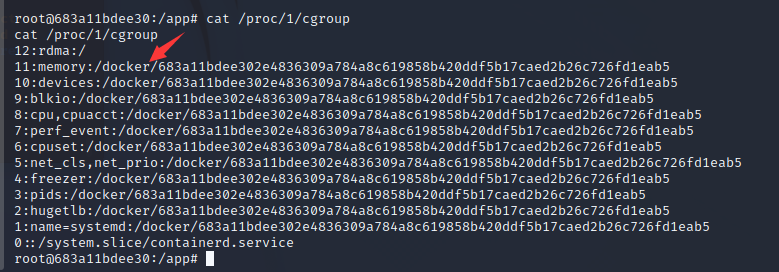 root@683a11bdee30:/app# cat /proc/1/cgroup
cat /proc/1/cgroup
12:rdma:/
11:memory:/docker/683a11bdee302e4836309a784a8c619858b420ddf5b17caed2b26c726fd1eab5
10:devices:/docker/683a11bdee302e4836309a784a8c619858b420ddf5b17caed2b26c726fd1eab5
9:blkio:/docker/683a11bdee302e4836309a784a8c619858b420ddf5b17caed2b26c726fd1eab5
8:cpu,cpuacct:/docker/683a11bdee302e4836309a784a8c619858b420ddf5b17caed2b26c726fd1eab5
7:perf_event:/docker/683a11bdee302e4836309a784a8c619858b420ddf5b17caed2b26c726fd1eab5
6:cpuset:/docker/683a11bdee302e4836309a784a8c619858b420ddf5b17caed2b26c726fd1eab5
5:net_cls,net_prio:/docker/683a11bdee302e4836309a784a8c619858b420ddf5b17caed2b26c726fd1eab5
4:freezer:/docker/683a11bdee302e4836309a784a8c619858b420ddf5b17caed2b26c726fd1eab5
3:pids:/docker/683a11bdee302e4836309a784a8c619858b420ddf5b17caed2b26c726fd1eab5
2:hugetlb:/docker/683a11bdee302e4836309a784a8c619858b420ddf5b17caed2b26c726fd1eab5
1:name=systemd:/docker/683a11bdee302e4836309a784a8c619858b420ddf5b17caed2b26c726fd1eab5
0::/system.slice/containerd.service
root@683a11bdee30:/app#